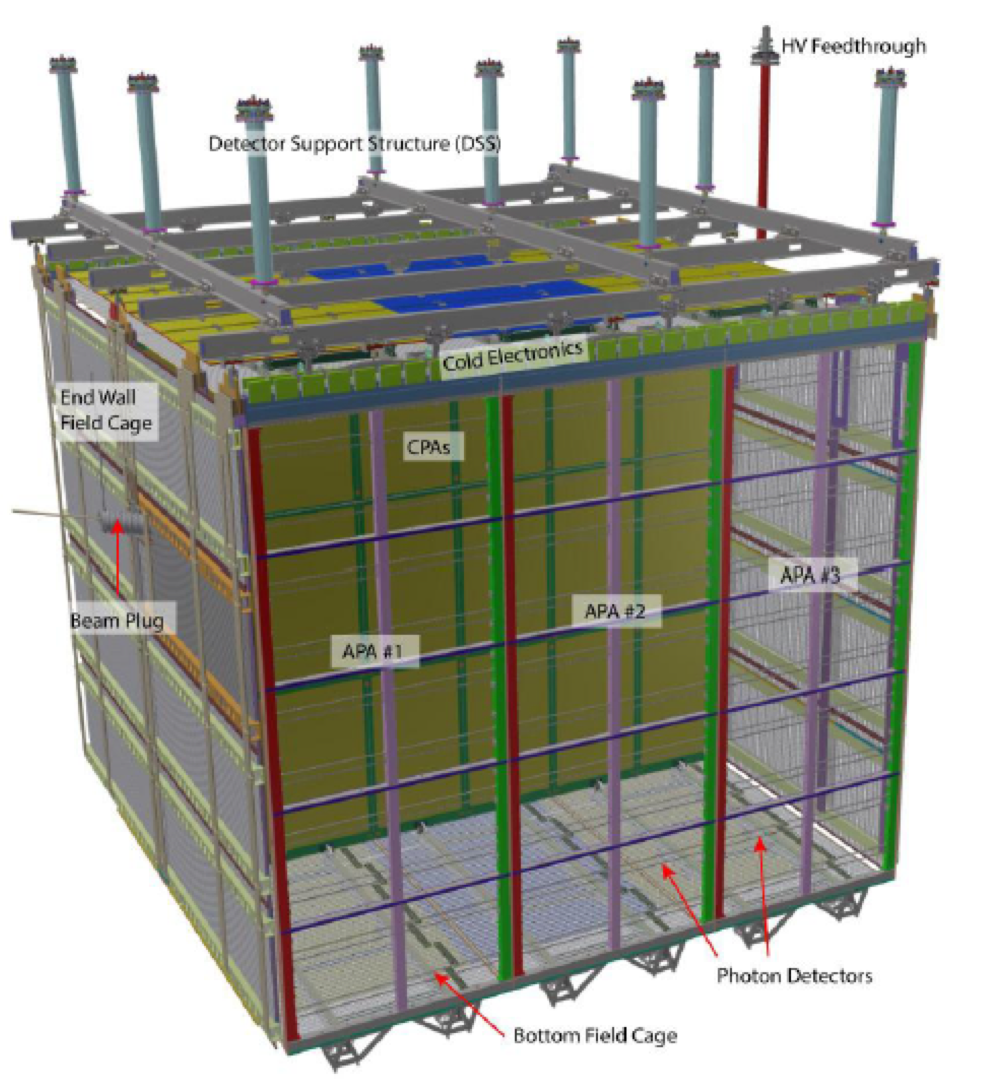 HV Feedthrough
Detector Support Structure (DSS)
Cold Electronics
End Wall
Field Cage
CPAs
APA #3
APA #2
Beam Plug
APA #1
Photon Detectors
Bottom Field Cage